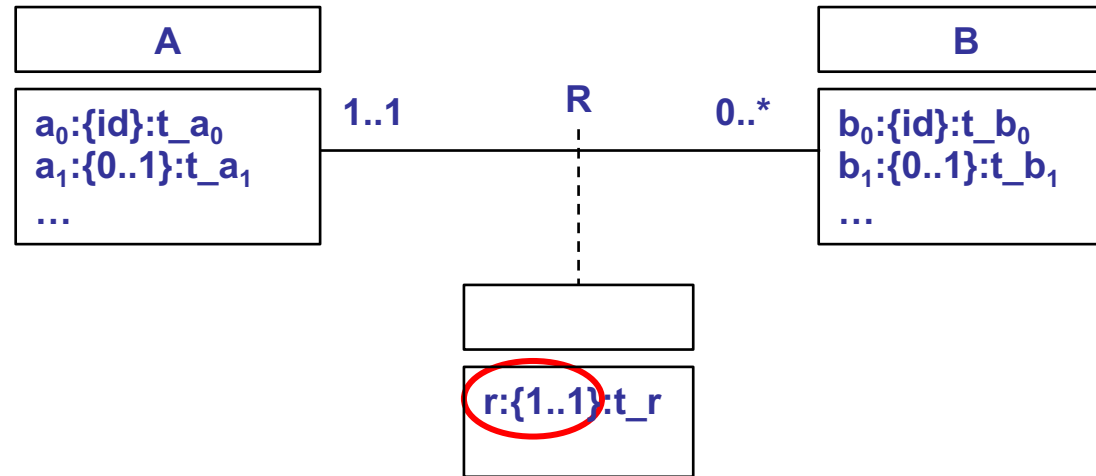 A
B
a₀:{id}:t_a₀
a₁:{0..1}:t_a₁
…
1..1
R
0..*
b₀:{id}:t_b₀
b₁:{0..1}:t_b₁
…
r:{1..1}:t_r